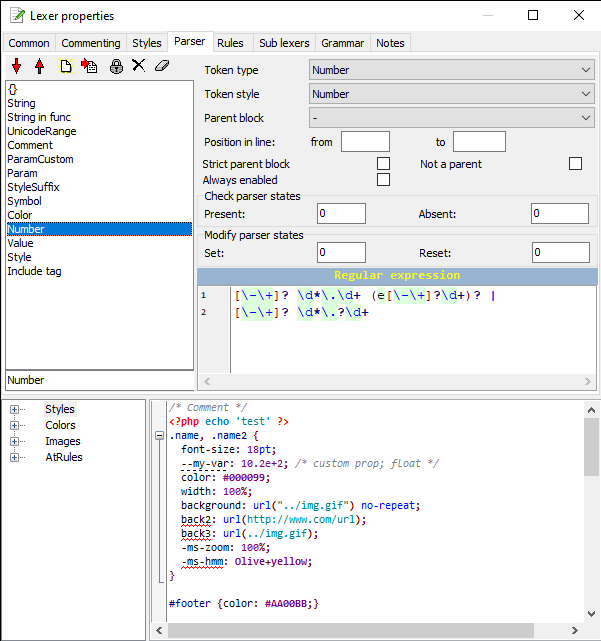 Lexer properties
Common Commenting Styles Parser Rules Sub lexers Grammar Notes
{}
String
String in func
UnicodeRange
Comment
ParamCustom
Param
StyleSuffix
Symbol
Color
Number
Value
Style
Include tag
Number
Token type Number
Token style Number
Parent block -
Position in line: from to
Strict parent block Not a parent
Always enabled
Check parser states
Present: 0 Absent: 0
Modify parser states
Set: 0 Reset: 0
Regular expression
1 [\-\+]? \d*\.\d+ (e[\-\+]?\d+)? |
2 [\-\+]? \d*\.?\d+
Styles
Colors
Images
AtRules
/* Comment */
<?php echo 'test' ?>
.name, .name2 {
font-size: 18pt;
--my-var: 10.2e+2; /* custom prop; float */
color: #000099;
width: 100%;
background: url("../img.gif") no-repeat;
back2: url(http://www.com/url);
back3: url(../img.gif);
-ms-zoom: 100%;
-ms-hmm: Olive+yellow;
}
#footer {color: #AA00BB;}